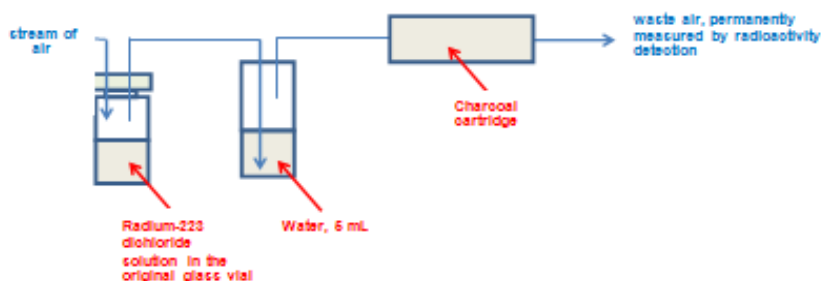 stream of
air
waste air, permanently
measured by radioactivity
detection
Charcoal
cartridge
Radium-223
dichloride
solution in the
original glass vial
Water, 5 mL